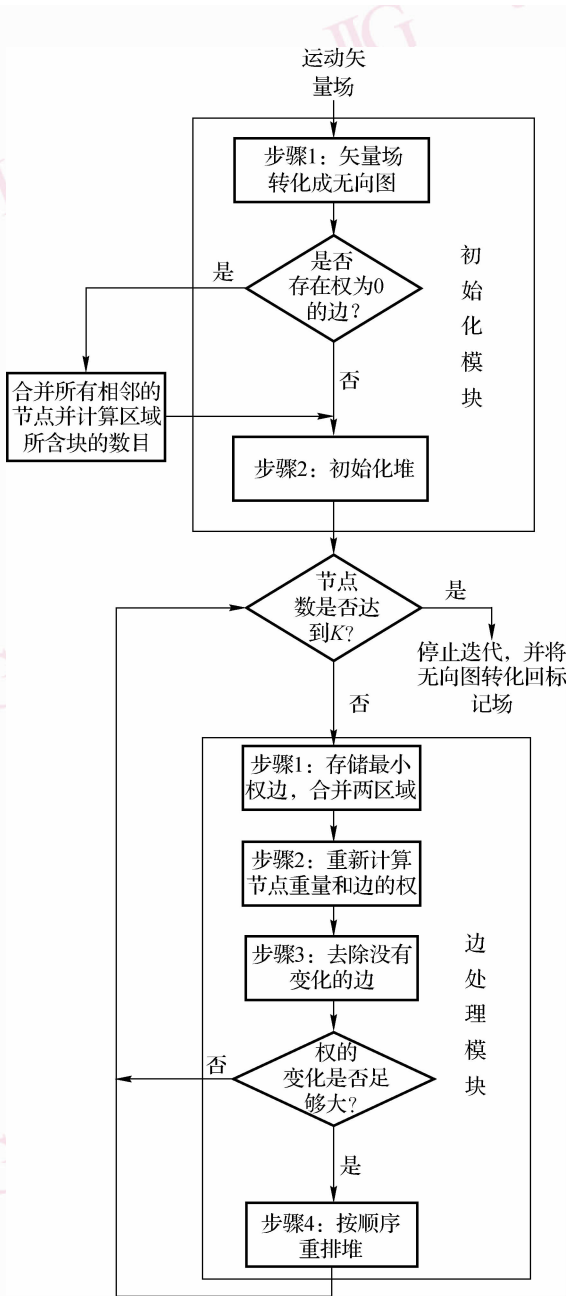 运动矢
量场
步骤1：矢量场
转化成无向图
是否
存在权为0
的边?
是
否
初
始
化
模
块
合并所有相邻的
节点并计算区域
所含块的数目
步骤2：初始化堆
节点
数是否达
到K?
是
停止迭代，并将
无向图转化回标
记场
否
步骤1：存储最小
权边，合并两区域
步骤2：重新计算
节点重量和边的权
步骤3：去除没有
变化的边
边
处
理
模
块
权的
变化是否足
够大?
否
是
步骤4：按顺序
重排堆